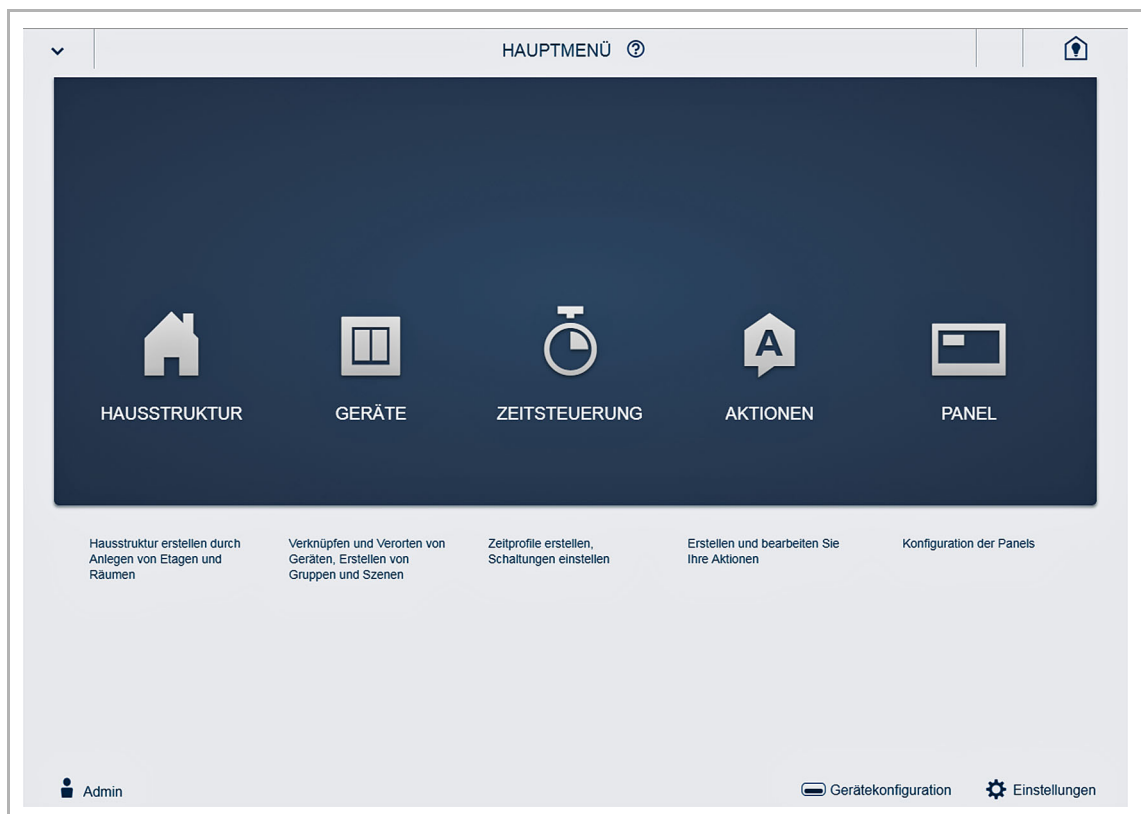 HAUPTMENÜ ?
HAUSSTRUKTUR
GERÄTE
ZEITSTEUERUNG
A
AKTIONEN
PANEL
Hausstruktur erstellen durch
Anlegen von Etagen und
Räumen
Verknüpfen und Verorten von
Geräten, Erstellen von
Gruppen und Szenen
Zeitprofile erstellen,
Schaltungen einstellen
Erstellen und bearbeiten Sie
Ihre Aktionen
Konfiguration der Panels
Admin
Gerätekonfiguration
Einstellungen